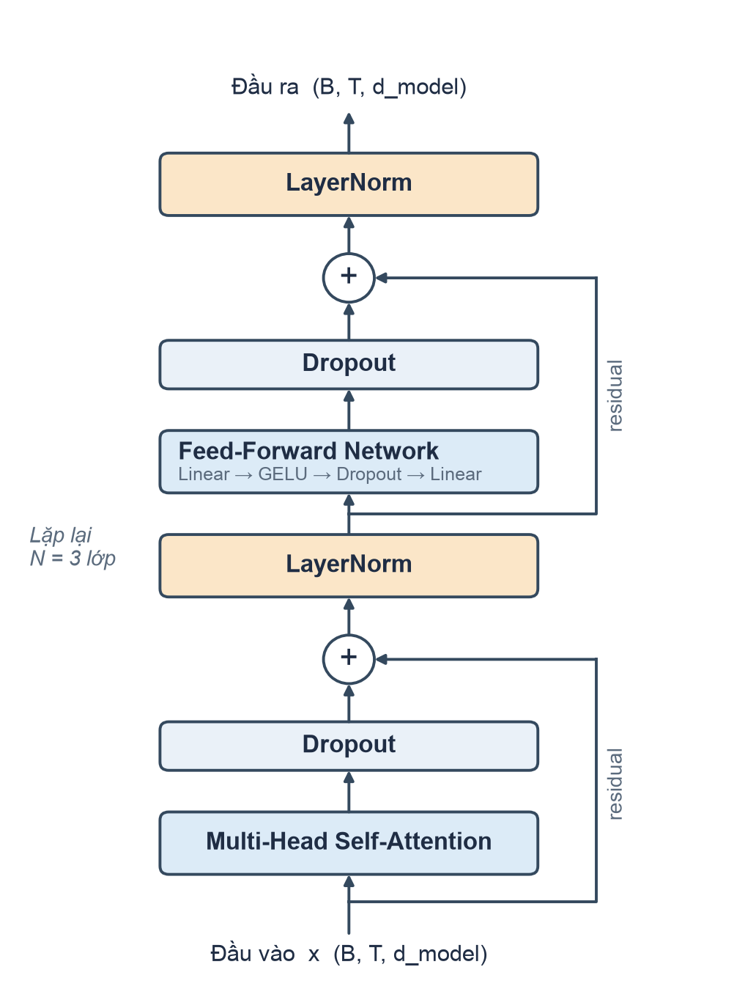 Đầu ra (B, T, d_model)
LayerNorm
+
Dropout
residual
Feed-Forward Network
Linear → GELU → Dropout → Linear
Lặp lại
N = 3 lớp
LayerNorm
+
Dropout
residual
Multi-Head Self-Attention
Đầu vào x (B, T, d_model)